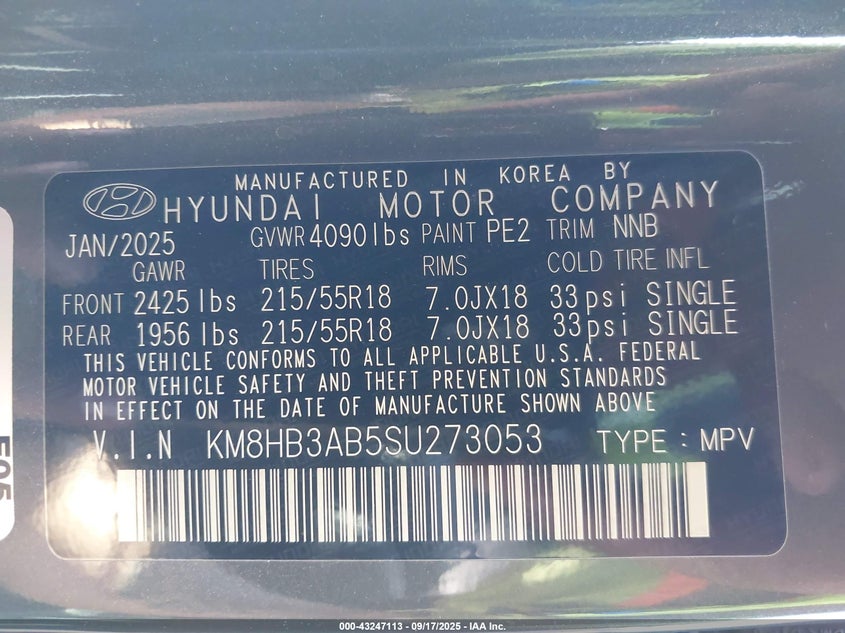 MANUFACTURED IN KOREA BY
HYUNDAI MOTOR COMPANY
JAN/2025 GVWR 4090 lbs PAINT PE2 TRIM NNB
GAWR TIRES RIMS COLD TIRE INFL
FRONT 2425 lbs 215/55R18 7.0JX18 33 psi SINGLE
REAR 1956 lbs 215/55R18 7.0JX18 33 psi SINGLE
THIS VEHICLE CONFORMS TO ALL APPLICABLE U.S.A. FEDERAL
MOTOR VEHICLE SAFETY AND THEFT PREVENTION STANDARDS
IN EFFECT ON THE DATE OF MANUFACTURE SHOWN ABOVE
V.I.N KM8HB3AB5SU273053 TYPE : MPV
000-43247113 - 09/17/2025 - IAA Inc.